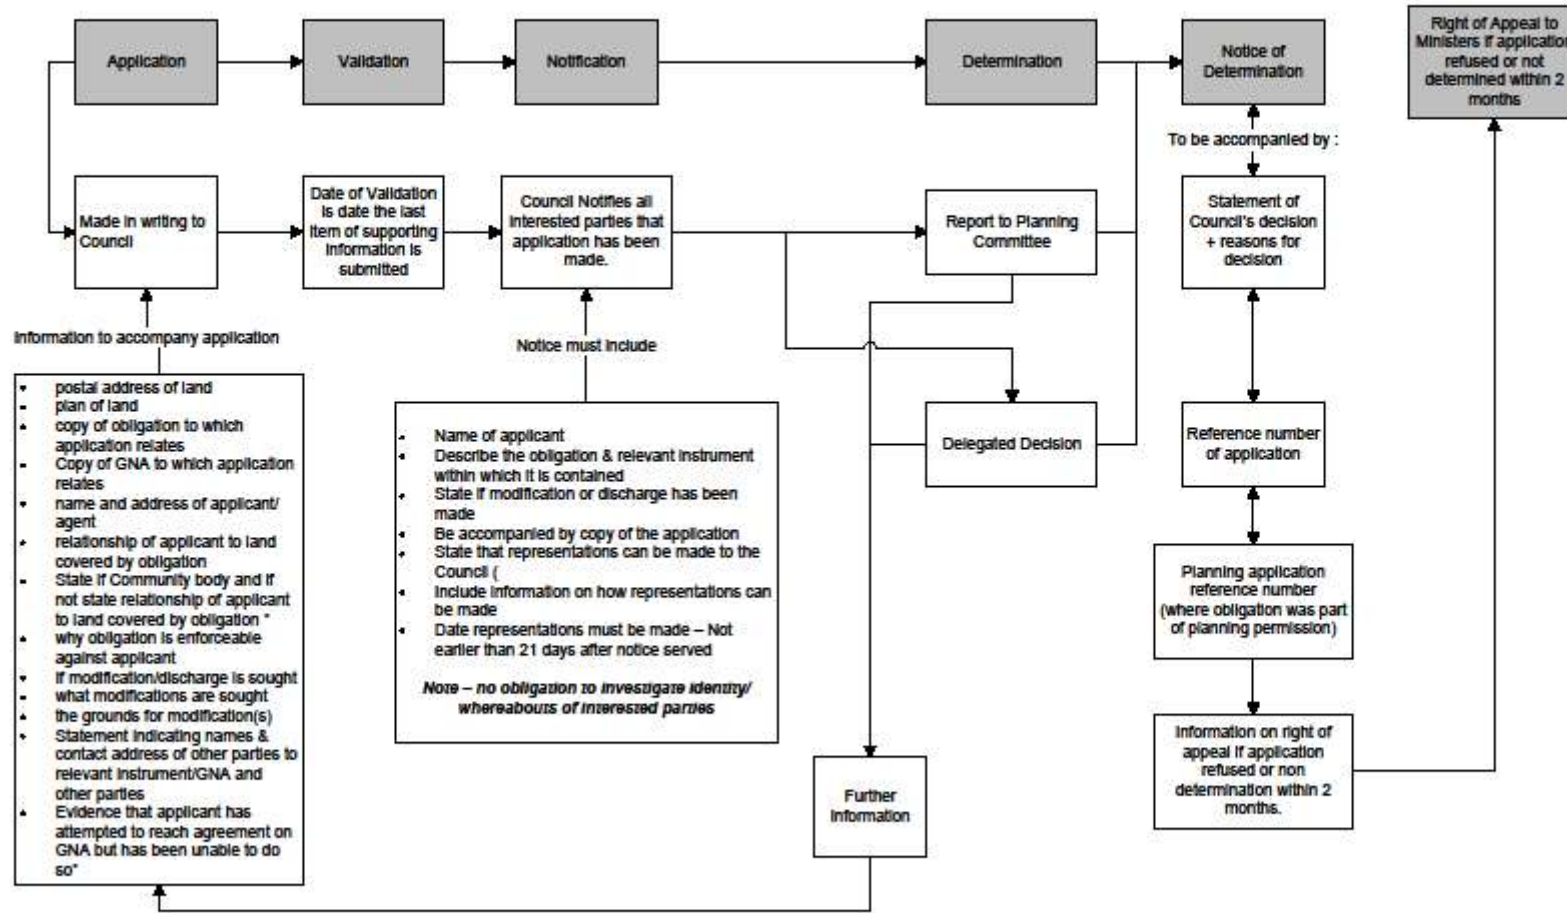 Application
Validation
Notification
Determination
Notice of
Determination
Right of Appeal to
Ministers if application
refused or not
determined within 2
months
To be accompanied by :
Made in writing to
Council
Date of Validation
is date the last
item of supporting
information is
submitted
Council Notifies all
interested parties that
application has been
made.
Report to Planning
Committee
Statement of
Council's decision
+ reasons for
decision
Information to accompany application
Notice must include
• postal address of land
• plan of land
• copy of obligation to which
application relates
• Copy of GNA to which application
relates
• name and address of applicant/
agent
• relationship of applicant to land
covered by obligation
• State if Community body and if
not state relationship of applicant
to land covered by obligation *
• why obligation is enforceable
against applicant
• If modification/discharge is sought
• what modifications are sought
• the grounds for modification(s)
• Statement indicating names &
contact address of other parties to
relevant instrument/GNA and
other parties
• Evidence that applicant has
attempted to reach agreement on
GNA but has been unable to do
so*
• Name of applicant
• Describe the obligation & relevant instrument
within which it is contained
• State if modification or discharge has been
made
• Be accompanied by copy of the application
• State that representations can be made to the
Council (
• Include information on how representations can
be made
• Date representations must be made – Not
earlier than 21 days after notice served
Note – no obligation to investigate identity/
whereabouts of interested parties
Delegated Decision
Reference number
of application
Planning application
reference number
(where obligation was part
of planning permission)
Further
Information
Information on right of
appeal if application
refused or non
determination within 2
months.